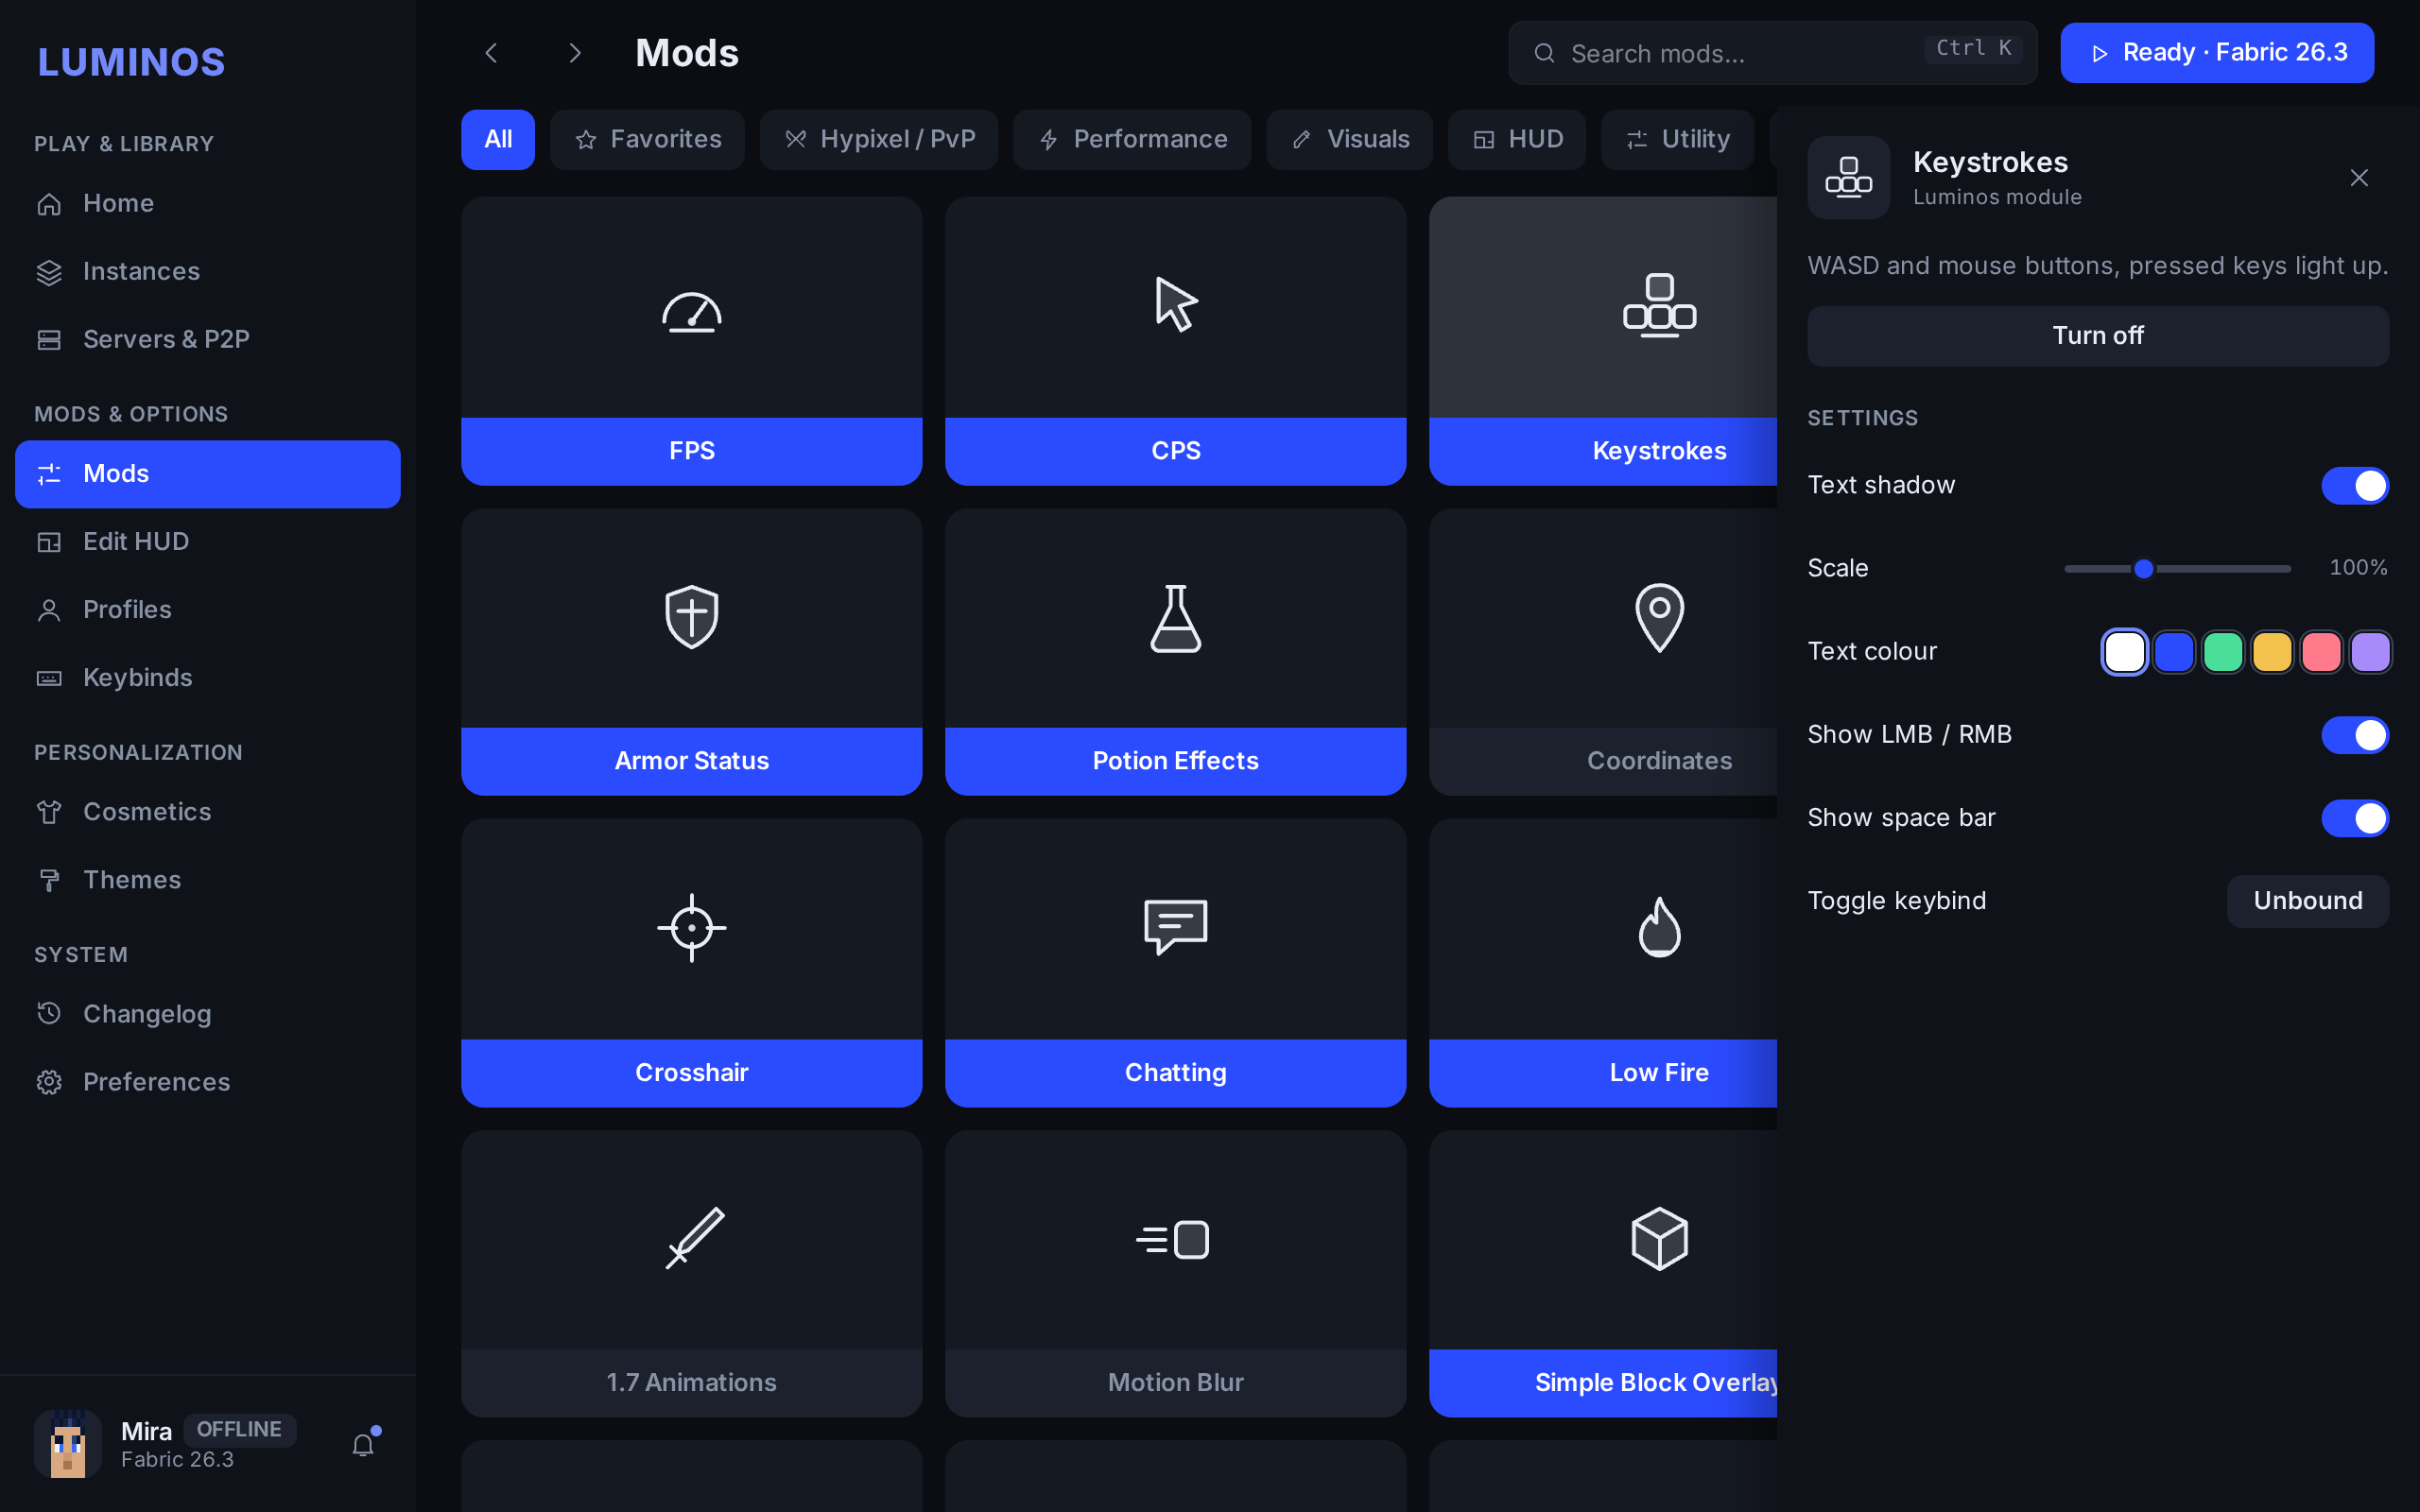 LUMINOS
PLAY & LIBRARY
Home
Instances
Servers & P2P
MODS & OPTIONS
Mods
Edit HUD
Profiles
Keybinds
PERSONALIZATION
Cosmetics
Themes
SYSTEM
Changelog
Preferences
Mira OFFLINE
Fabric 26.3
Mods
Search mods... Ctrl K
Ready · Fabric 26.3
All Favorites Hypixel / PvP Performance Visuals HUD Utility
FPS CPS Keystrokes
Armor Status Potion Effects Coordinates
Crosshair Chatting Low Fire
1.7 Animations Motion Blur Simple Block Overlay
Keystrokes
Luminos module
WASD and mouse buttons, pressed keys light up.
Turn off
SETTINGS
Text shadow
Scale 100%
Text colour
Show LMB / RMB
Show space bar
Toggle keybind Unbound